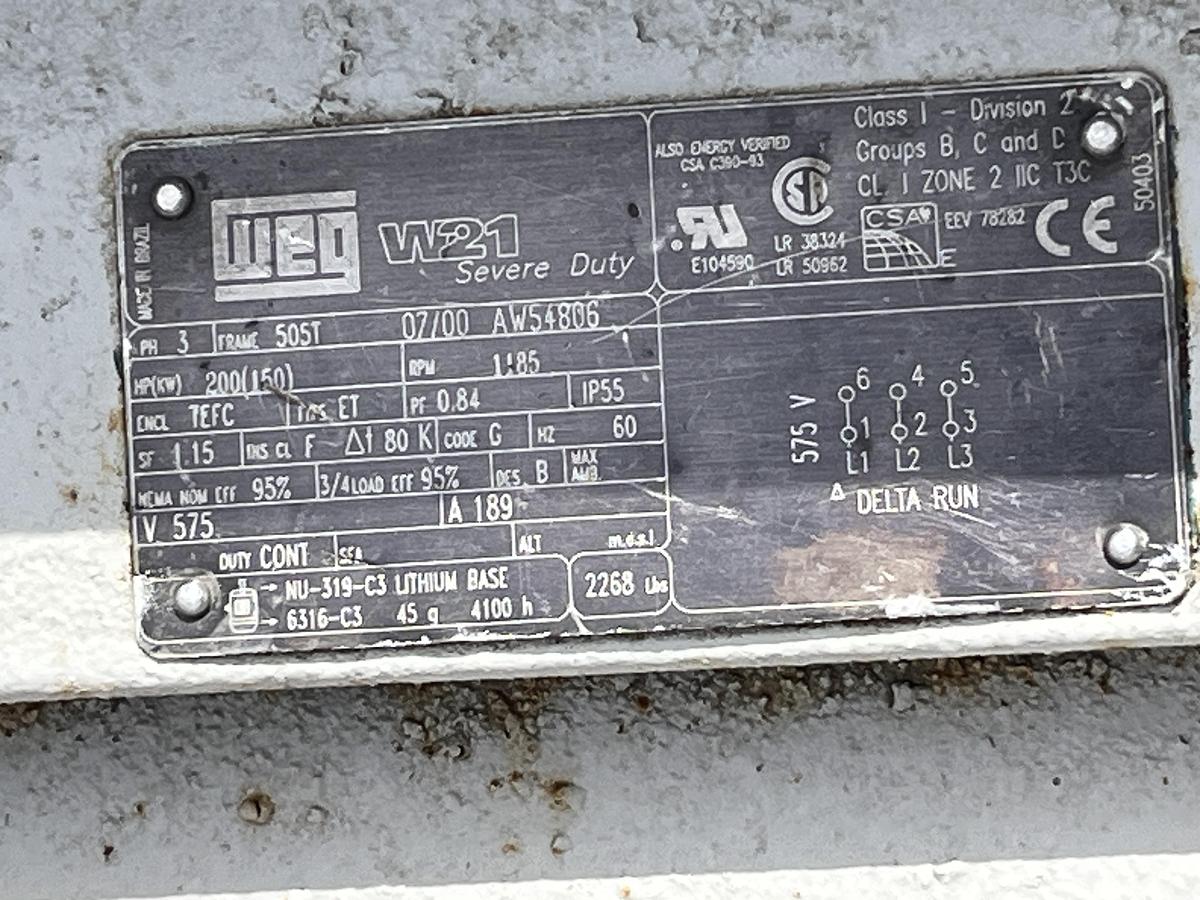 Class I - Division 2
ALSO ENERGY VERIFIED
CSA C390-93
Groups B, C and D
CL. I ZONE 2 IIC T3C
50403
MADE IN BRAZIL
WEG W21
Severe Duty
E104590
LR 38324
LR 50962
CSA
EEV 78282
CE
E
PH 3 FRAME 505T 07/00 AW54806
HP(KW) 200(150) RPM 1185
ENCL TEFC ET PF 0.84 IP55
SF 1.15 INS CL F Δt 80 K CODE G HZ 60
NEMA NOM EFF 95% 3/4LOAD EFF 95% DES. B MAX AMB.
V 575 A 189
DUTY CONT SFA ALT m.a.s.l.
NU-319-C3 LITHIUM BASE
6316-C3 45 g 4100 h
2268 Lbs
575 V
6 4 5
1 2 3
L1 L2 L3
Δ DELTA RUN